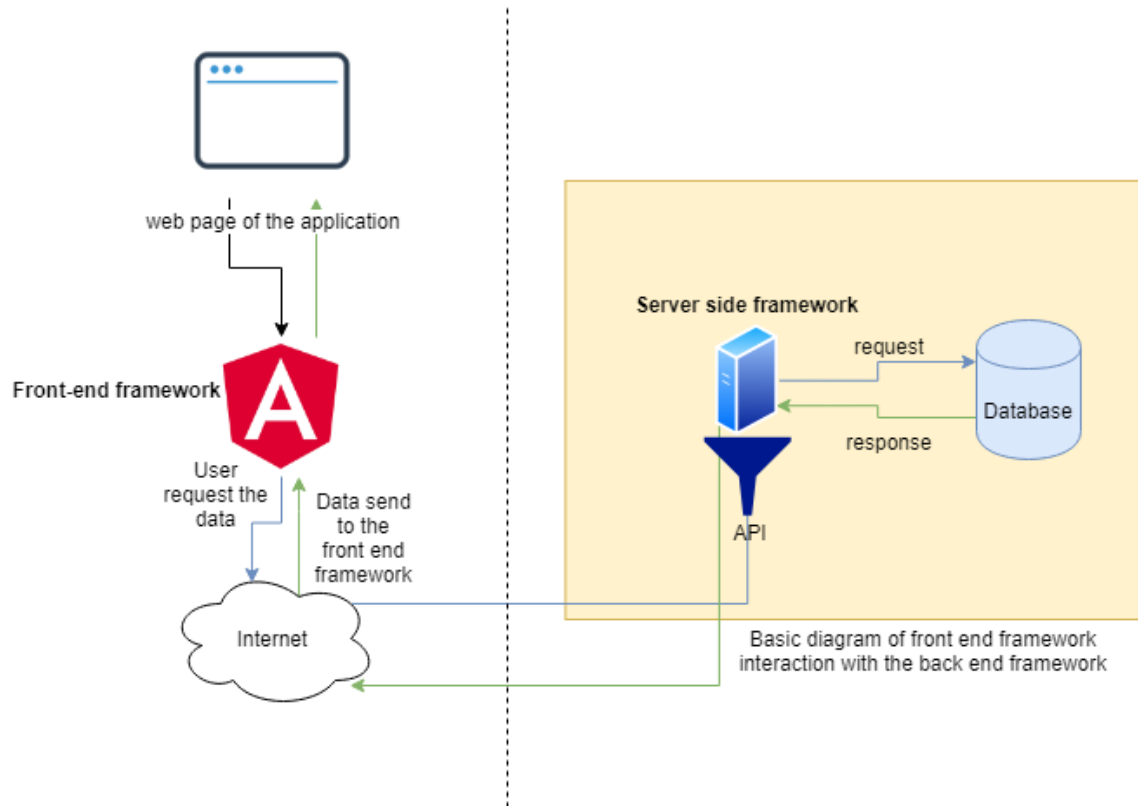 web page of the application
Front-end framework
User
request the
data
Data send
to the
front end
framework
Internet
Server side framework
request
Database
response
API
Basic diagram of front end framework
interaction with the back end framework